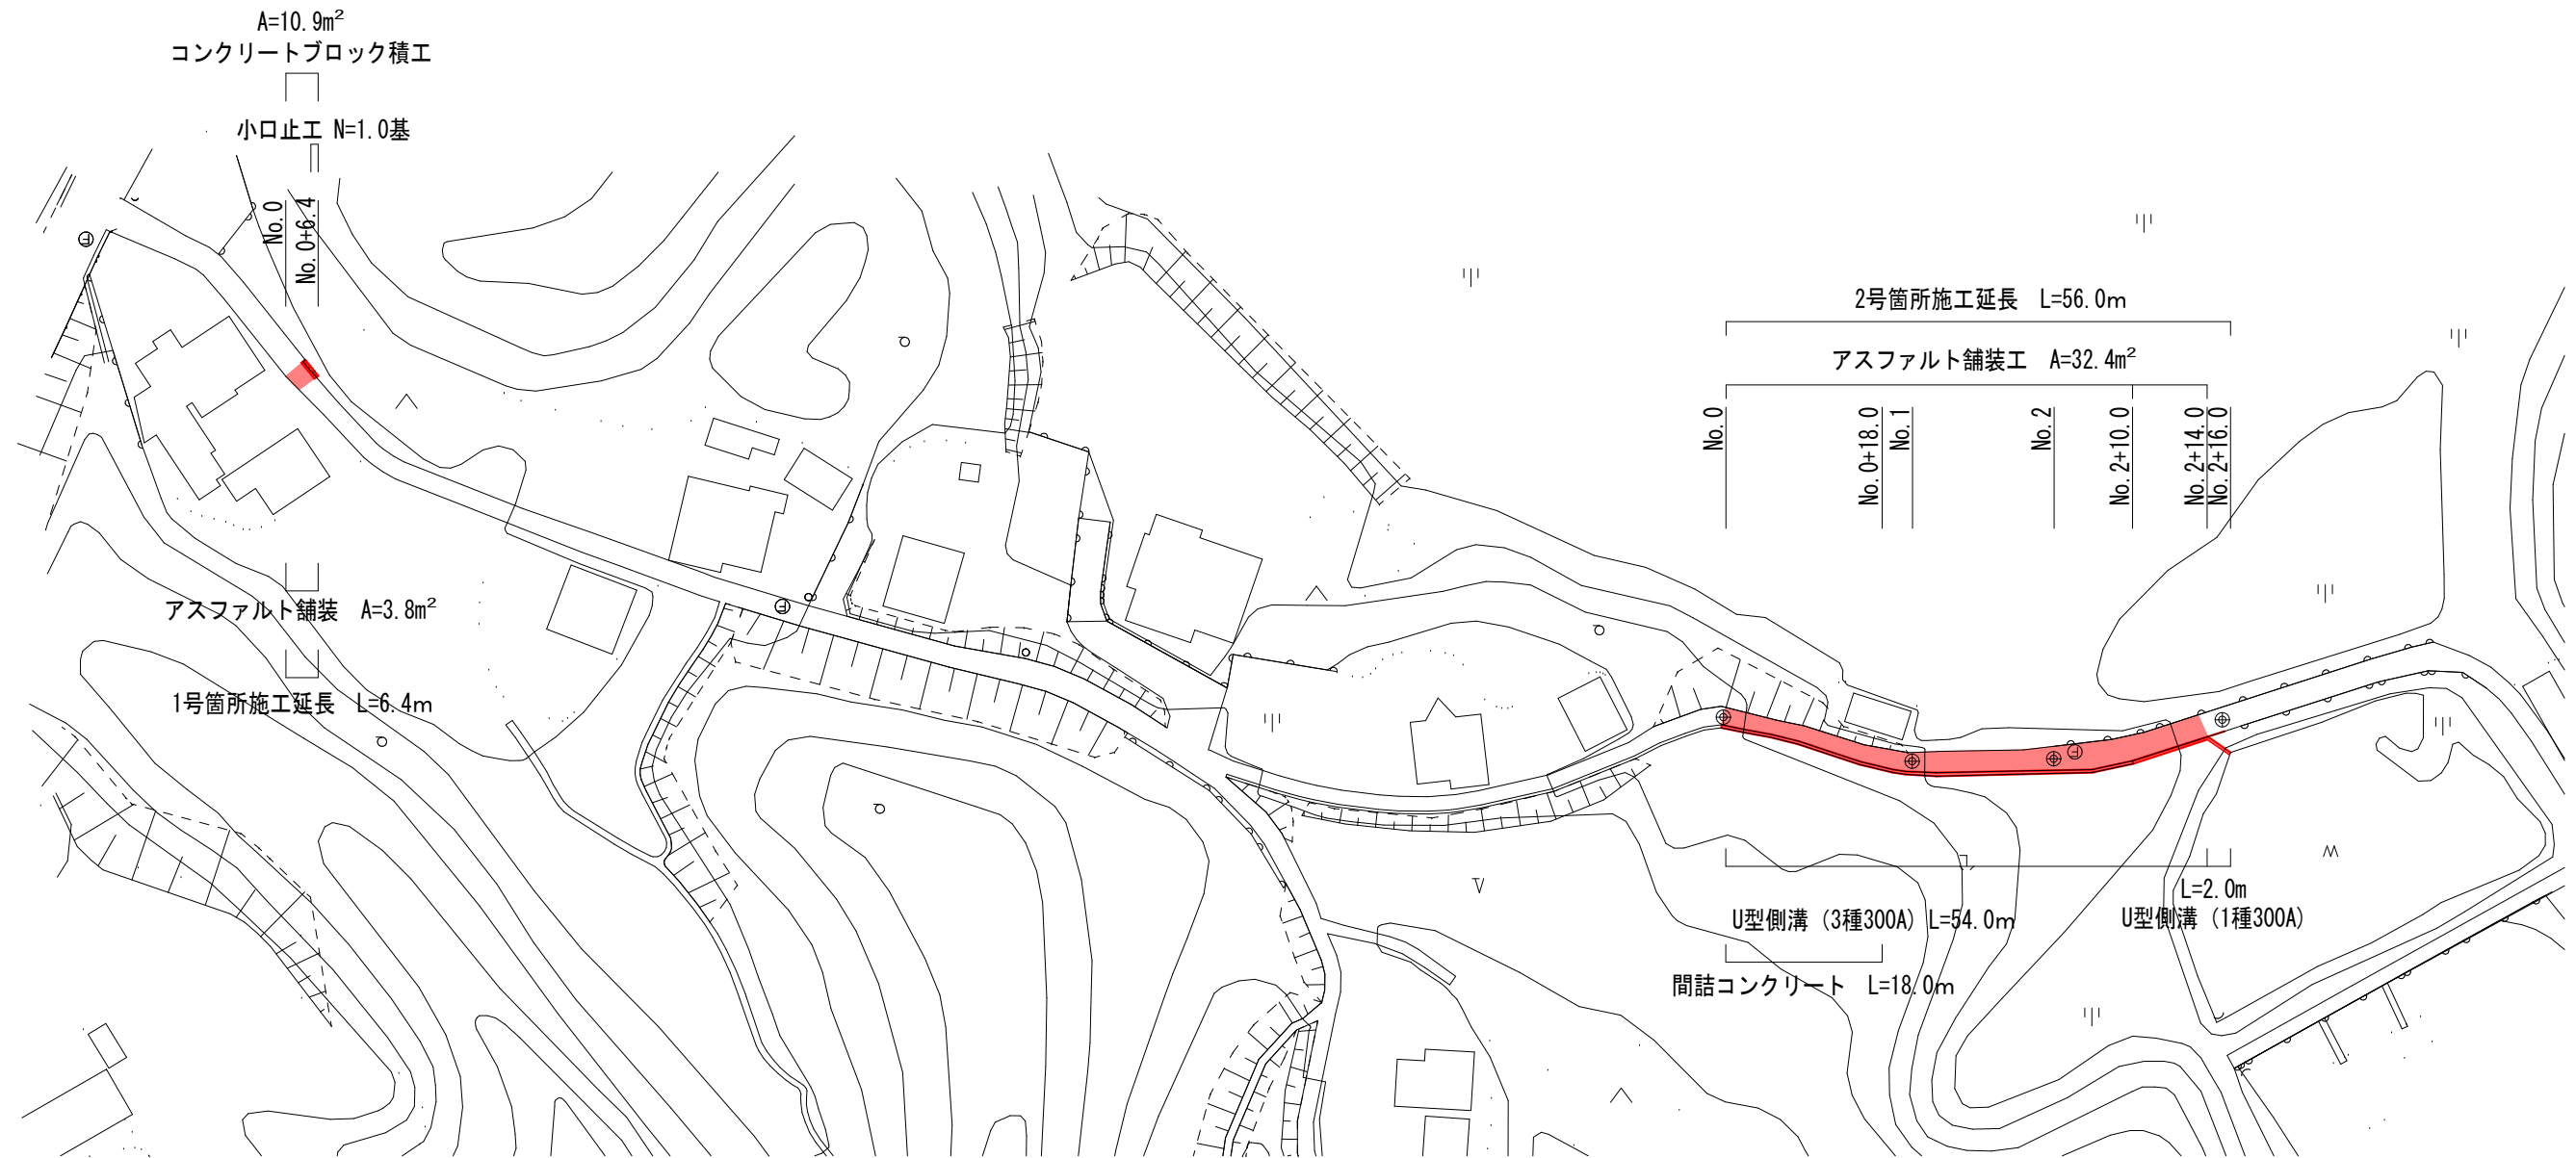 A=10.9m²
コンクリートブロック積工
小口止工 N=1.0基
No.0
No.0+6.4
アスファルト舗装　A=3.8m²
1号箇所施工延長　L=6.4m
2号箇所施工延長　L=56.0m
アスファルト舗装工　A=32.4m²
No.0
No.0+18.0
No.1
No.2
No.2+10.0
No.2+14.0
No.2+16.0
L=2.0m
U型側溝（3種300A）L=54.0m
U型側溝（1種300A）
間詰コンクリート　L=18.0m